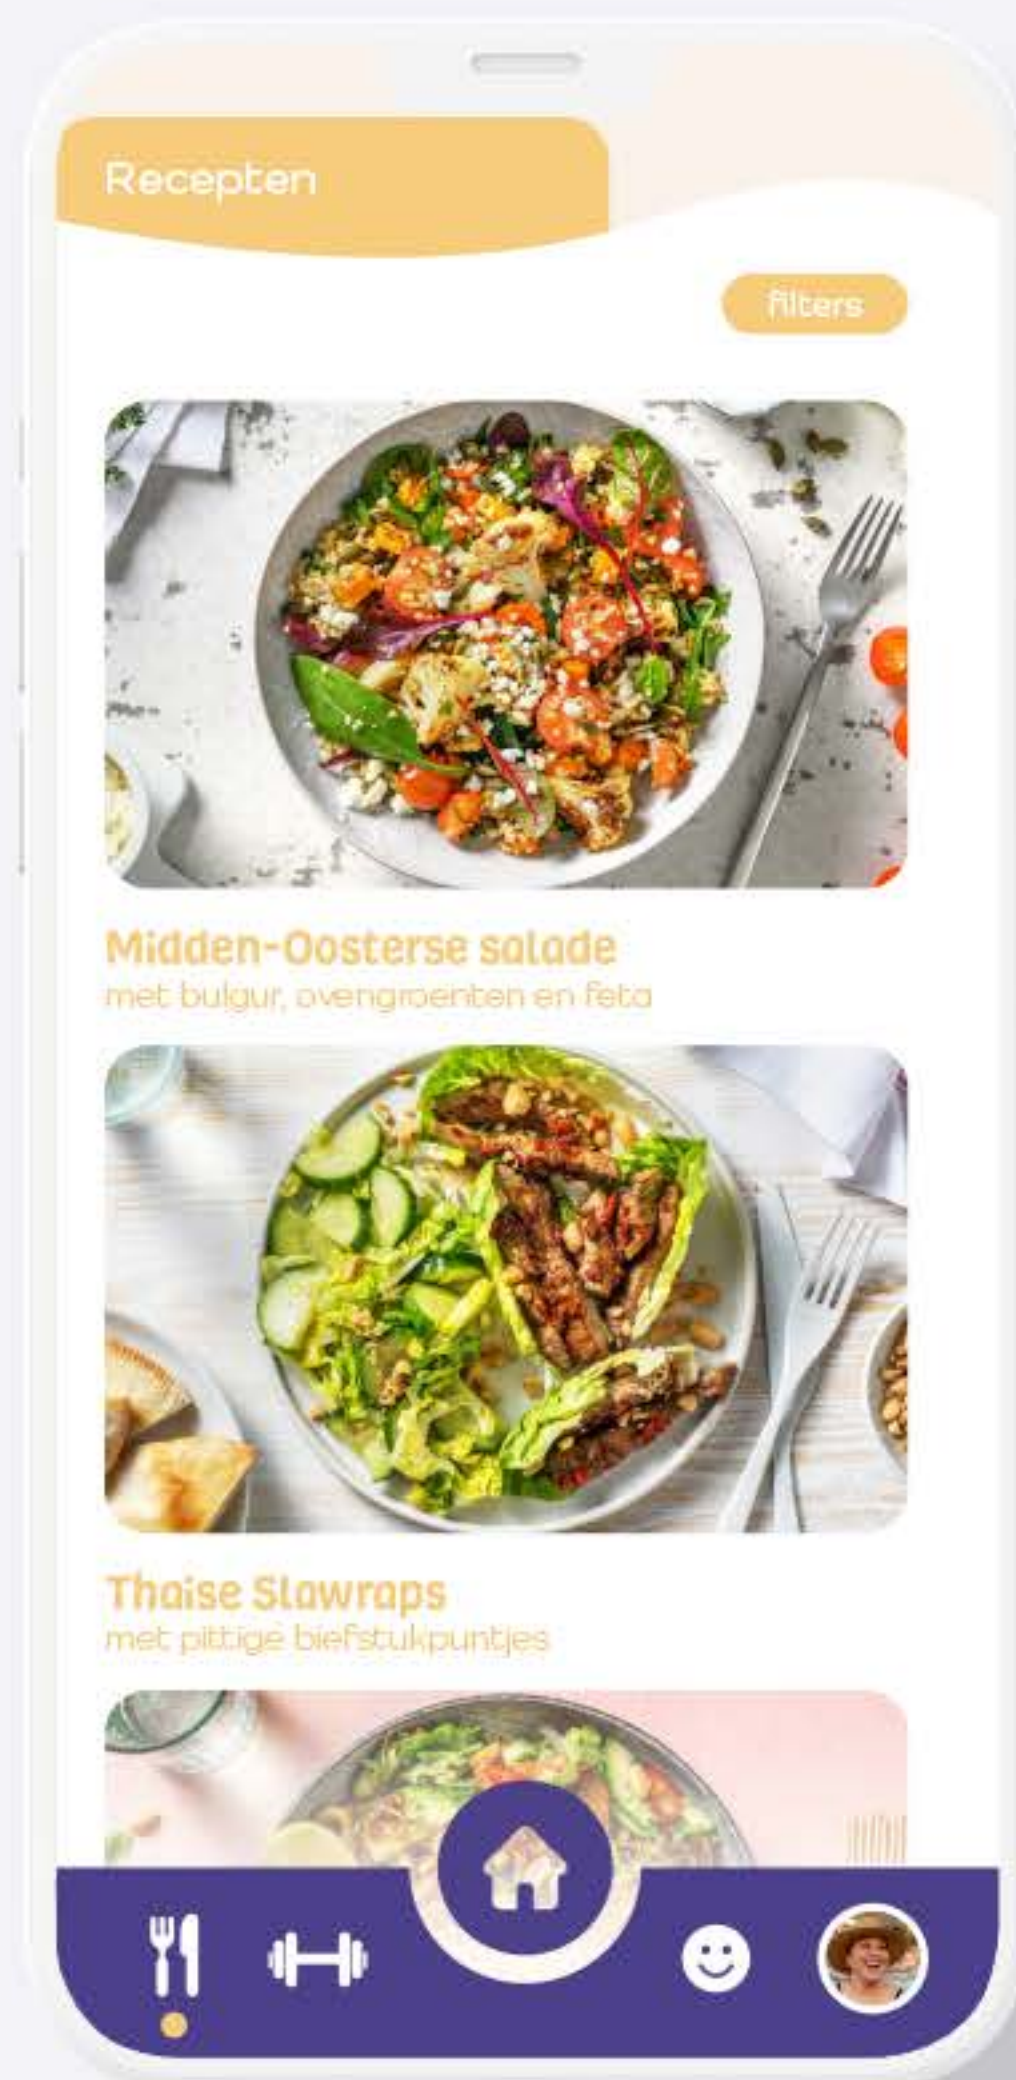 Recepten
filters
Midden-Oosterse salade
met bulgur, ovengroenten en feta
Thaise Slawraps
met pittige biefstukpuntjes